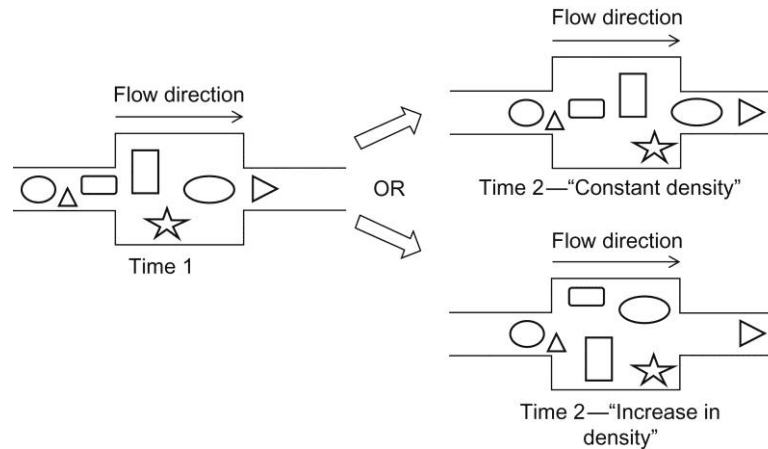 Flow direction
Time 1
OR
Flow direction
Time 2—“Constant density”
Flow direction
Time 2—“Increase in
density”